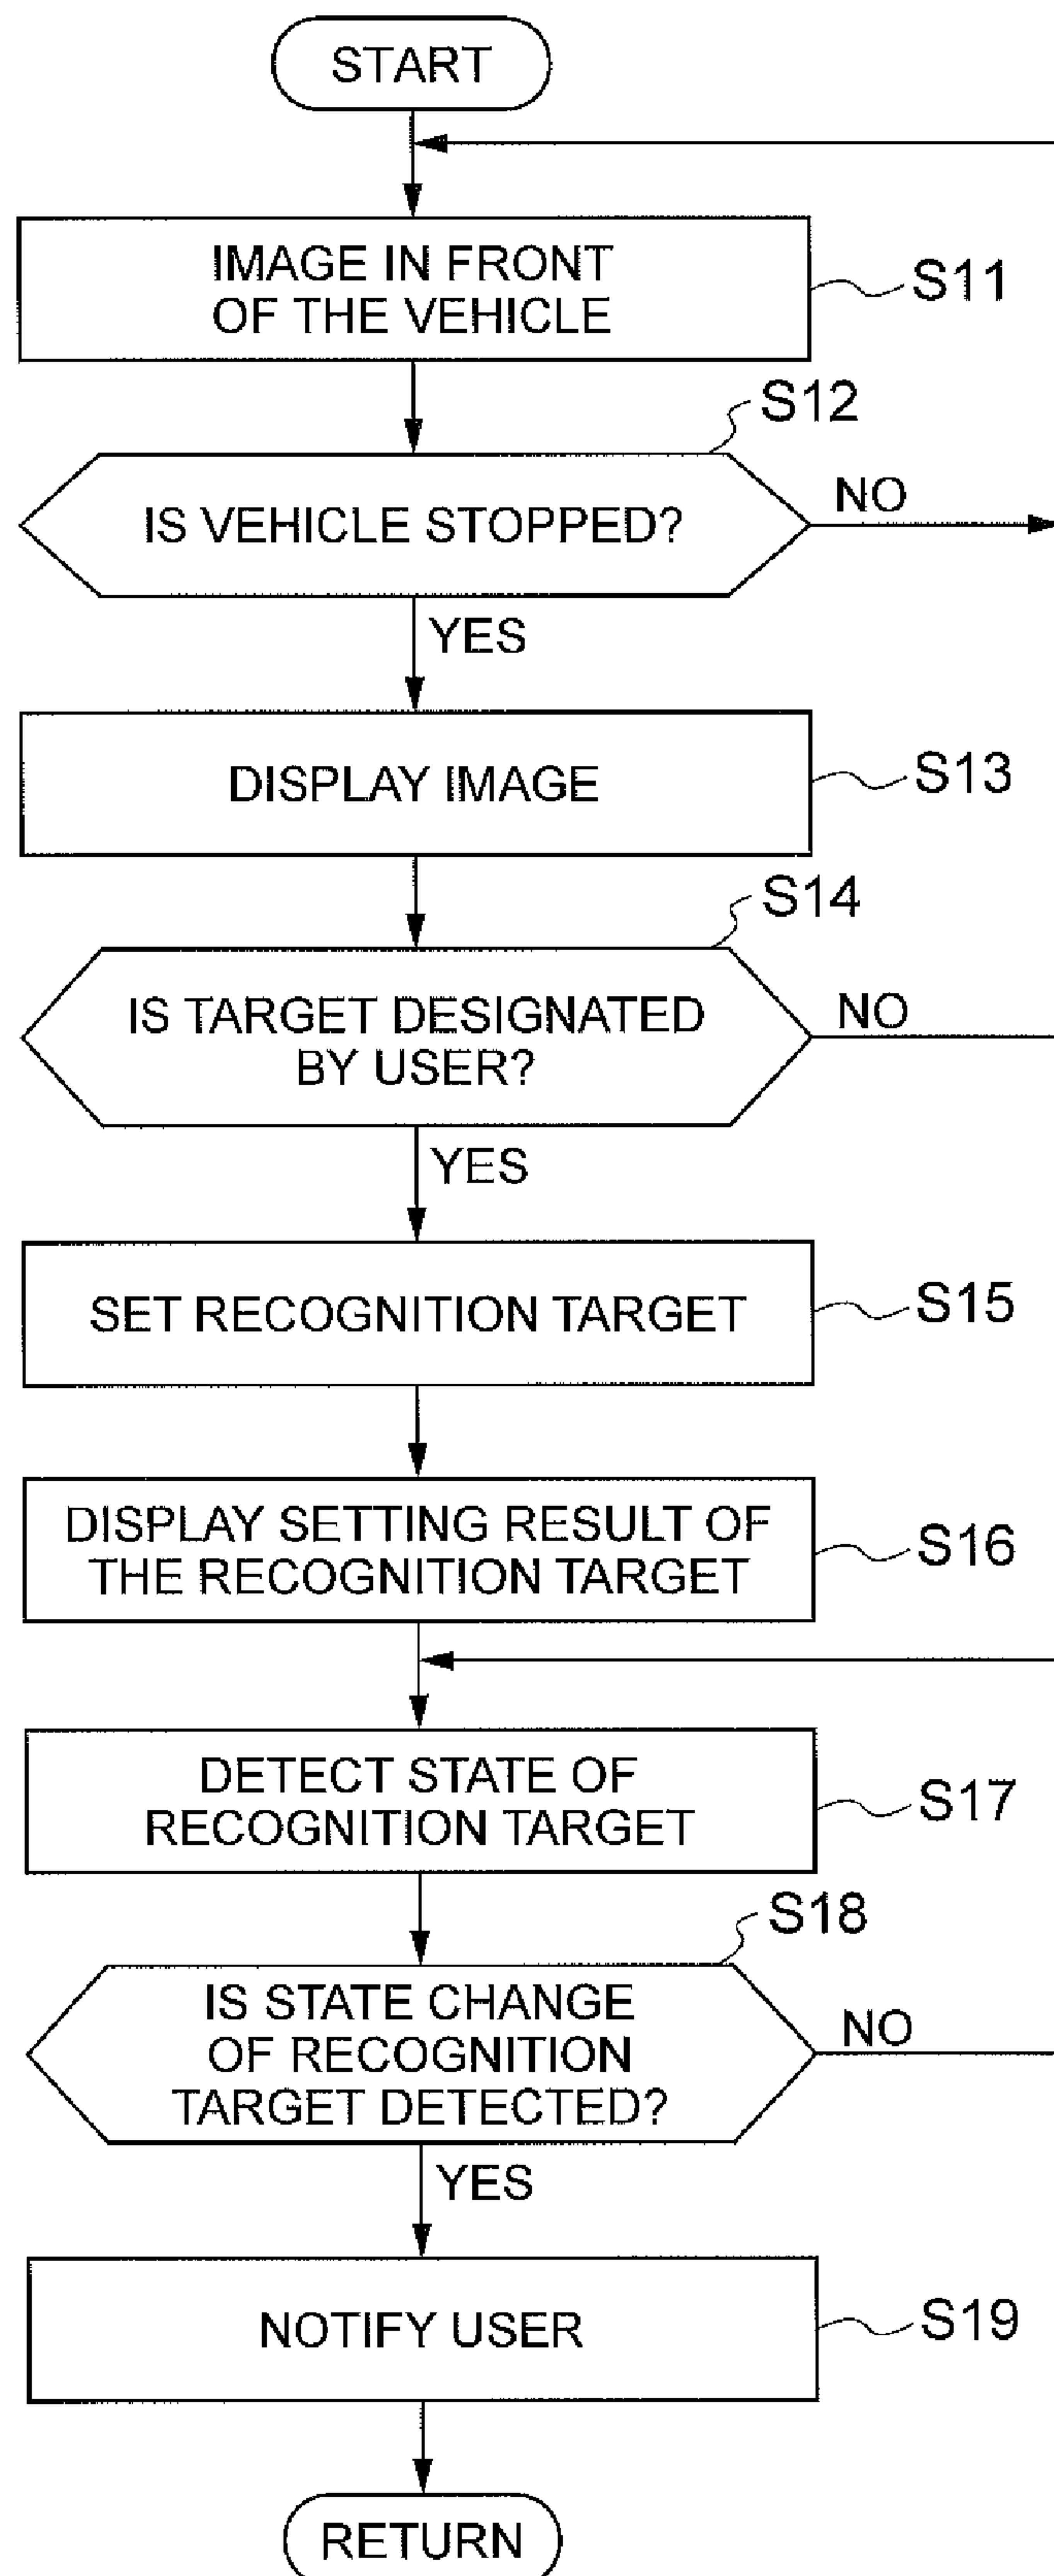 START
IMAGE IN FRONT
OF THE VEHICLE
S11
S12
IS VEHICLE STOPPED?
NO
YES
DISPLAY IMAGE
S13
S14
IS TARGET DESIGNATED
BY USER?
NO
YES
SET RECOGNITION TARGET
S15
DISPLAY SETTING RESULT OF
THE RECOGNITION TARGET
S16
DETECT STATE OF
RECOGNITION TARGET
S17
S18
IS STATE CHANGE
OF RECOGNITION
TARGET DETECTED?
NO
YES
NOTIFY USER
S19
RETURN